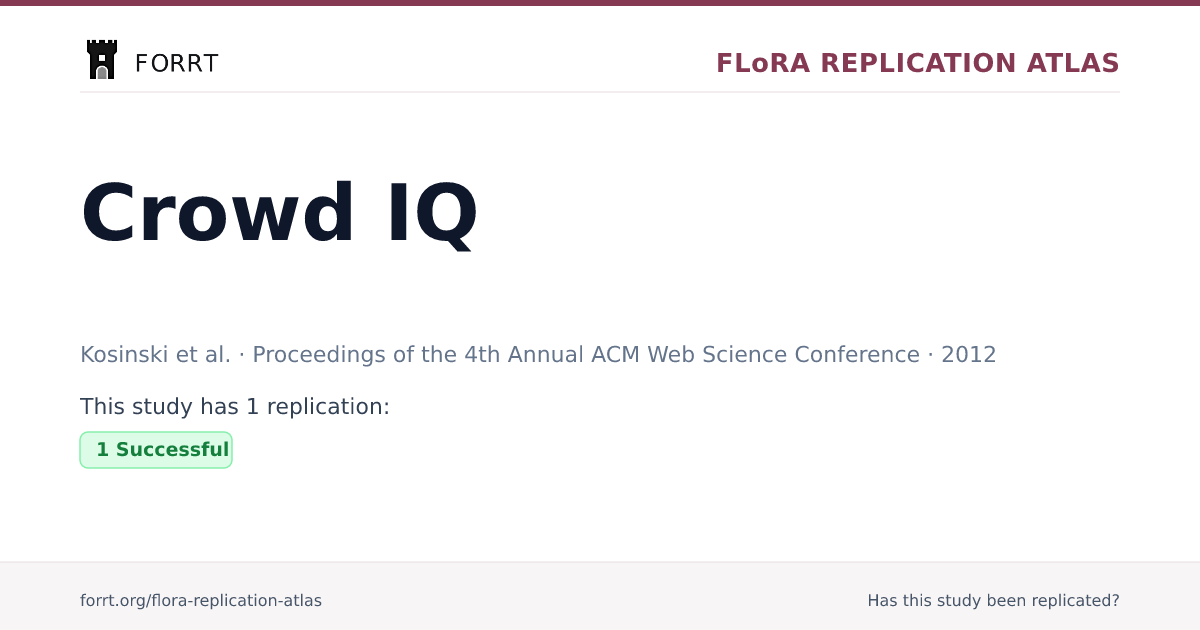 FORRT
FLoRA REPLICATION ATLAS
Crowd IQ
Kosinski et al. · Proceedings of the 4th Annual ACM Web Science Conference · 2012
This study has 1 replication:
1 Successful
forrt.org/flora-replication-atlas
Has this study been replicated?